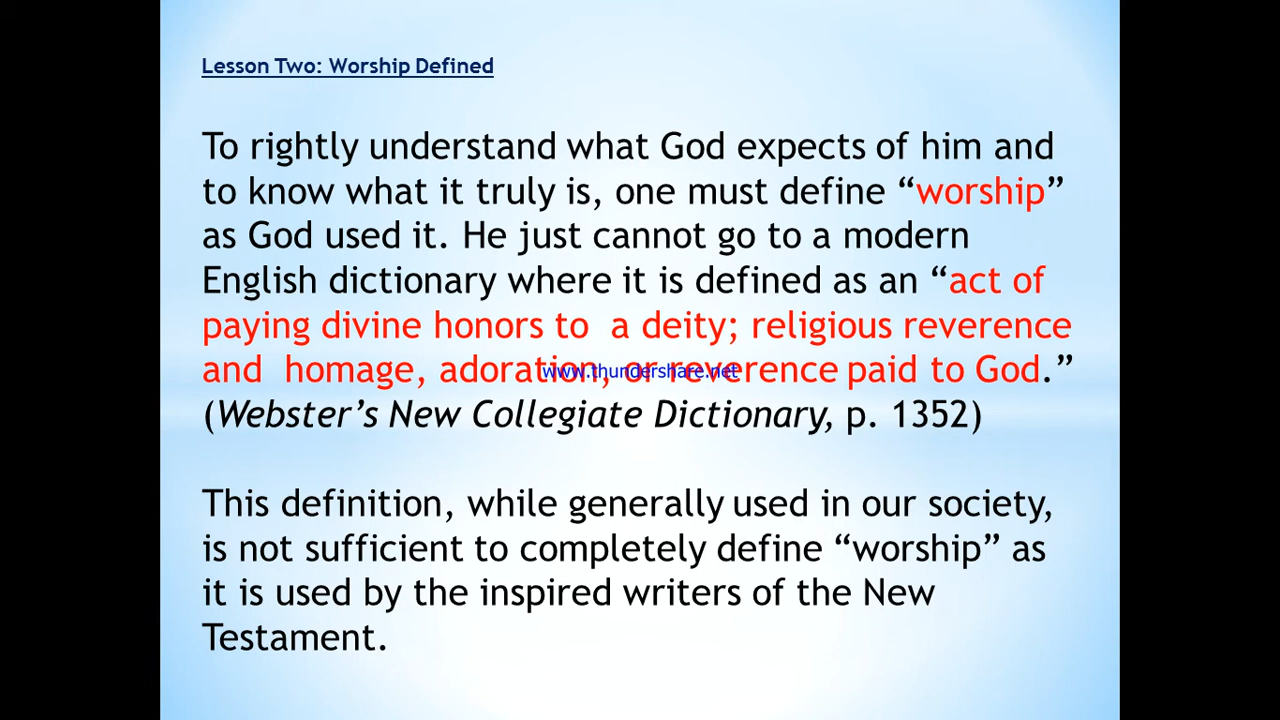 Lesson Two: Worship Defined
To rightly understand what God expects of him and
to know what it truly is, one must define “worship”
as God used it. He just cannot go to a modern
English dictionary where it is defined as an “act of
paying divine honors to  a deity; religious reverence
and  homage, adoration, or reverence paid to God.”
www.thundershare.net
(Webster’s New Collegiate Dictionary, p. 1352)
This definition, while generally used in our society,
is not sufficient to completely define “worship” as
it is used by the inspired writers of the New
Testament.